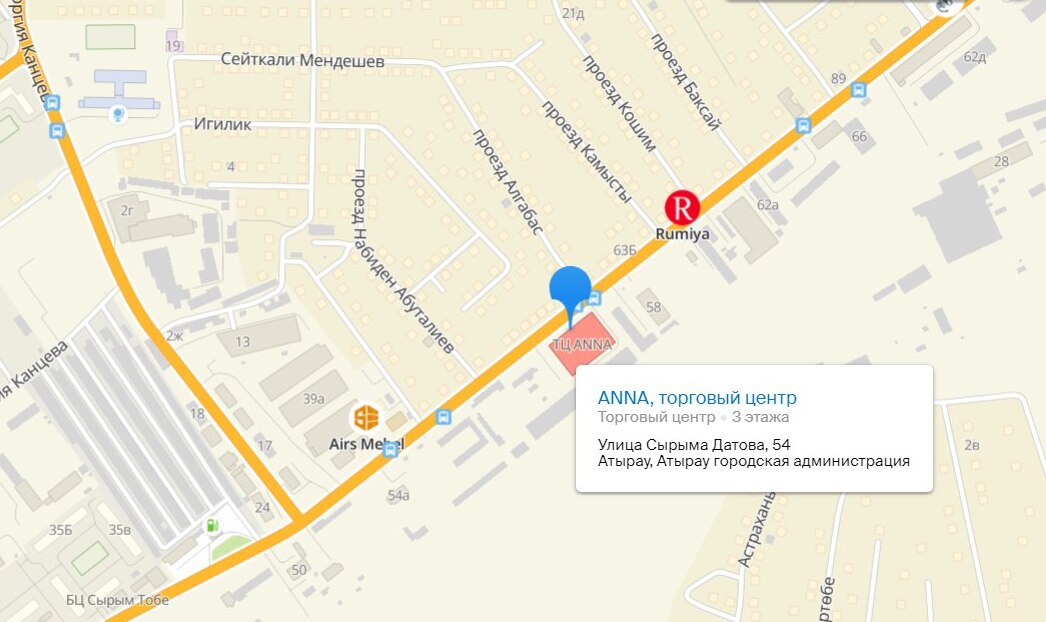 21д
19
Сейткали Мендешев
проезд Баксай
62д
проезд Кошим
89
Игилик
проезд Камысты
66
4
проезд Алгабас
28
проезд Набиден Абуталиев
2г
R
62а
Rumiya
63Б
58
2ж
ТЦ ANNA
13
39а
ANNA, торговый центр
Торговый центр • 3 этажа
Улица Сырыма Датова, 54
Атырау, Атырау городская администрация
18
17
Airs Mebel
2в
54а
24
35Б
35в
50
БЦ Сырым Тобе